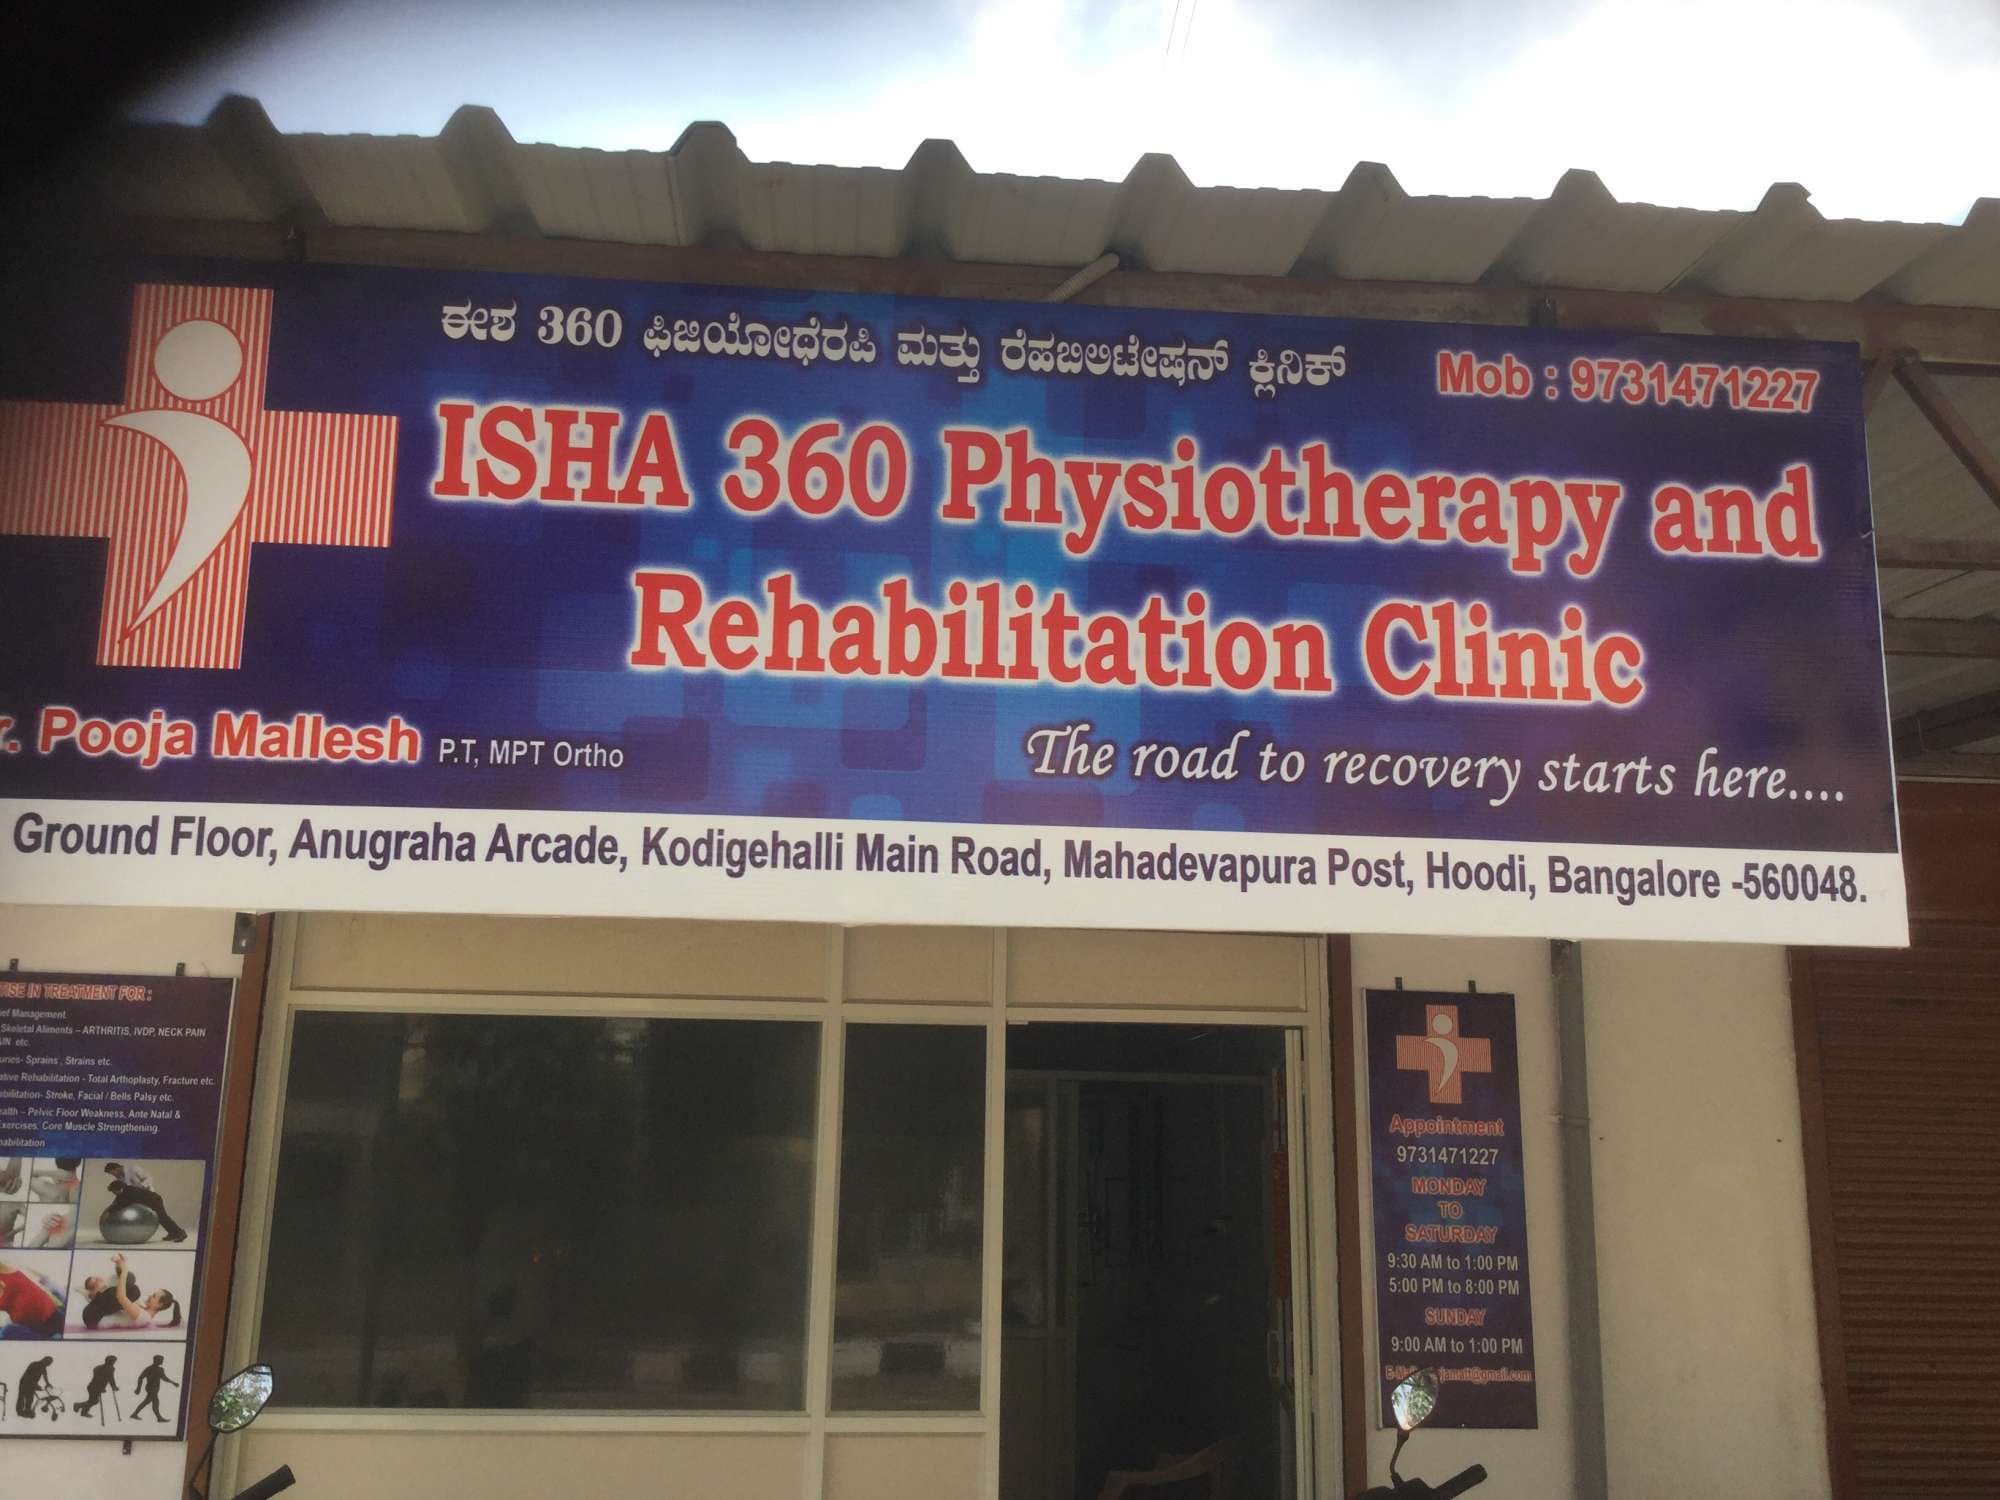 ಈಶ 360 ಫಿಜಿಯೋಥೆರಪಿ ಮತ್ತು ರೆಹಬಿಲಿಟೇಷನ್ ಕ್ಲಿನಿಕ್
Mob : 9731471227
ISHA 360 Physiotherapy and
Rehabilitation Clinic
Pooja Mallesh P.T, MPT Ortho
The road to recovery starts here....
Ground Floor, Anugraha Arcade, Kodigehalli Main Road, Mahadevapura Post, Hoodi, Bangalore -560048.
IN TREATMENT FOR :
Management
Skeletal Aliments – ARTHRITIS, IVDP, NECK PAIN
etc.
Sprains , Strains etc.
Rehabilitation - Total Arthoplasty, Fracture etc.
Stroke, Facial / Bells Palsy etc.
– Pelvic Floor Weakness, Ante Natal &
Core Muscle Strengthening.
Appointment
9731471227
MONDAY
TO
SATURDAY
9:30 AM to 1:00 PM
5:00 PM to 8:00 PM
SUNDAY
9:00 AM to 1:00 PM